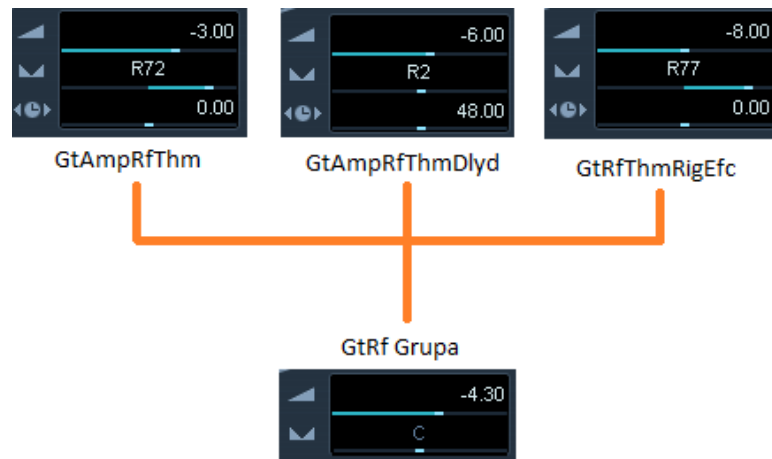 -3.00
R72
0.00
GtAmpRfThm
-6.00
R2
48.00
GtAmpRfThmDlyd
-8.00
R77
0.00
GtRfThmRigEfc
GtRf Grupa
-4.30
C